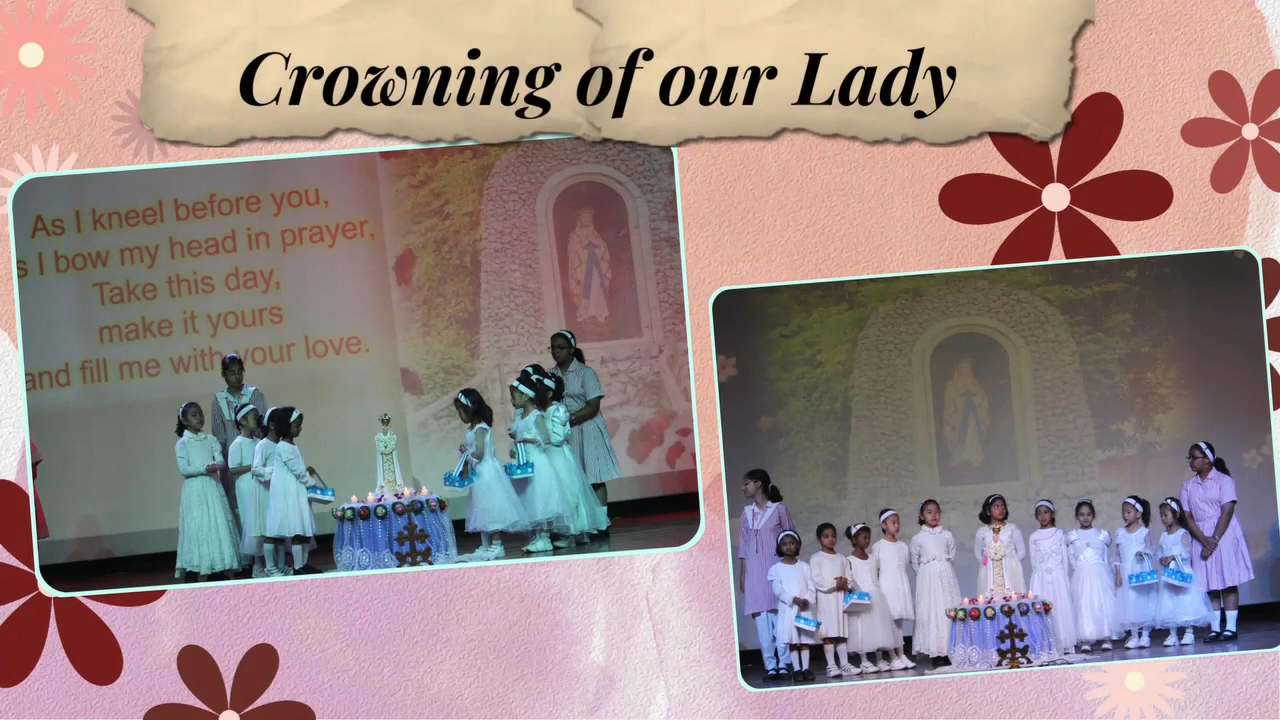 Crowning of our Lady
As I kneel before you,
s I bow my head in prayer,
Take this day,
make it yours
and fill me with your love.